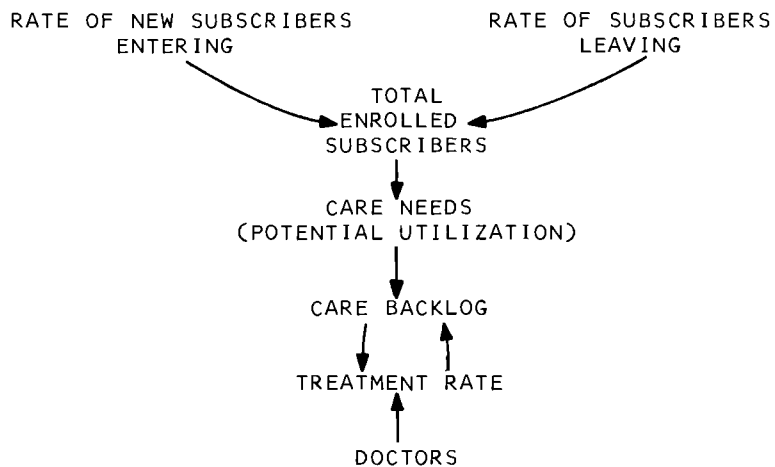 RATE OF NEW SUBSCRIBERS
ENTERING
RATE OF SUBSCRIBERS
LEAVING
TOTAL
ENROLLED
SUBSCRIBERS
CARE NEEDS
(POTENTIAL UTILIZATION)
CARE BACKLOG
TREATMENT RATE
DOCTORS